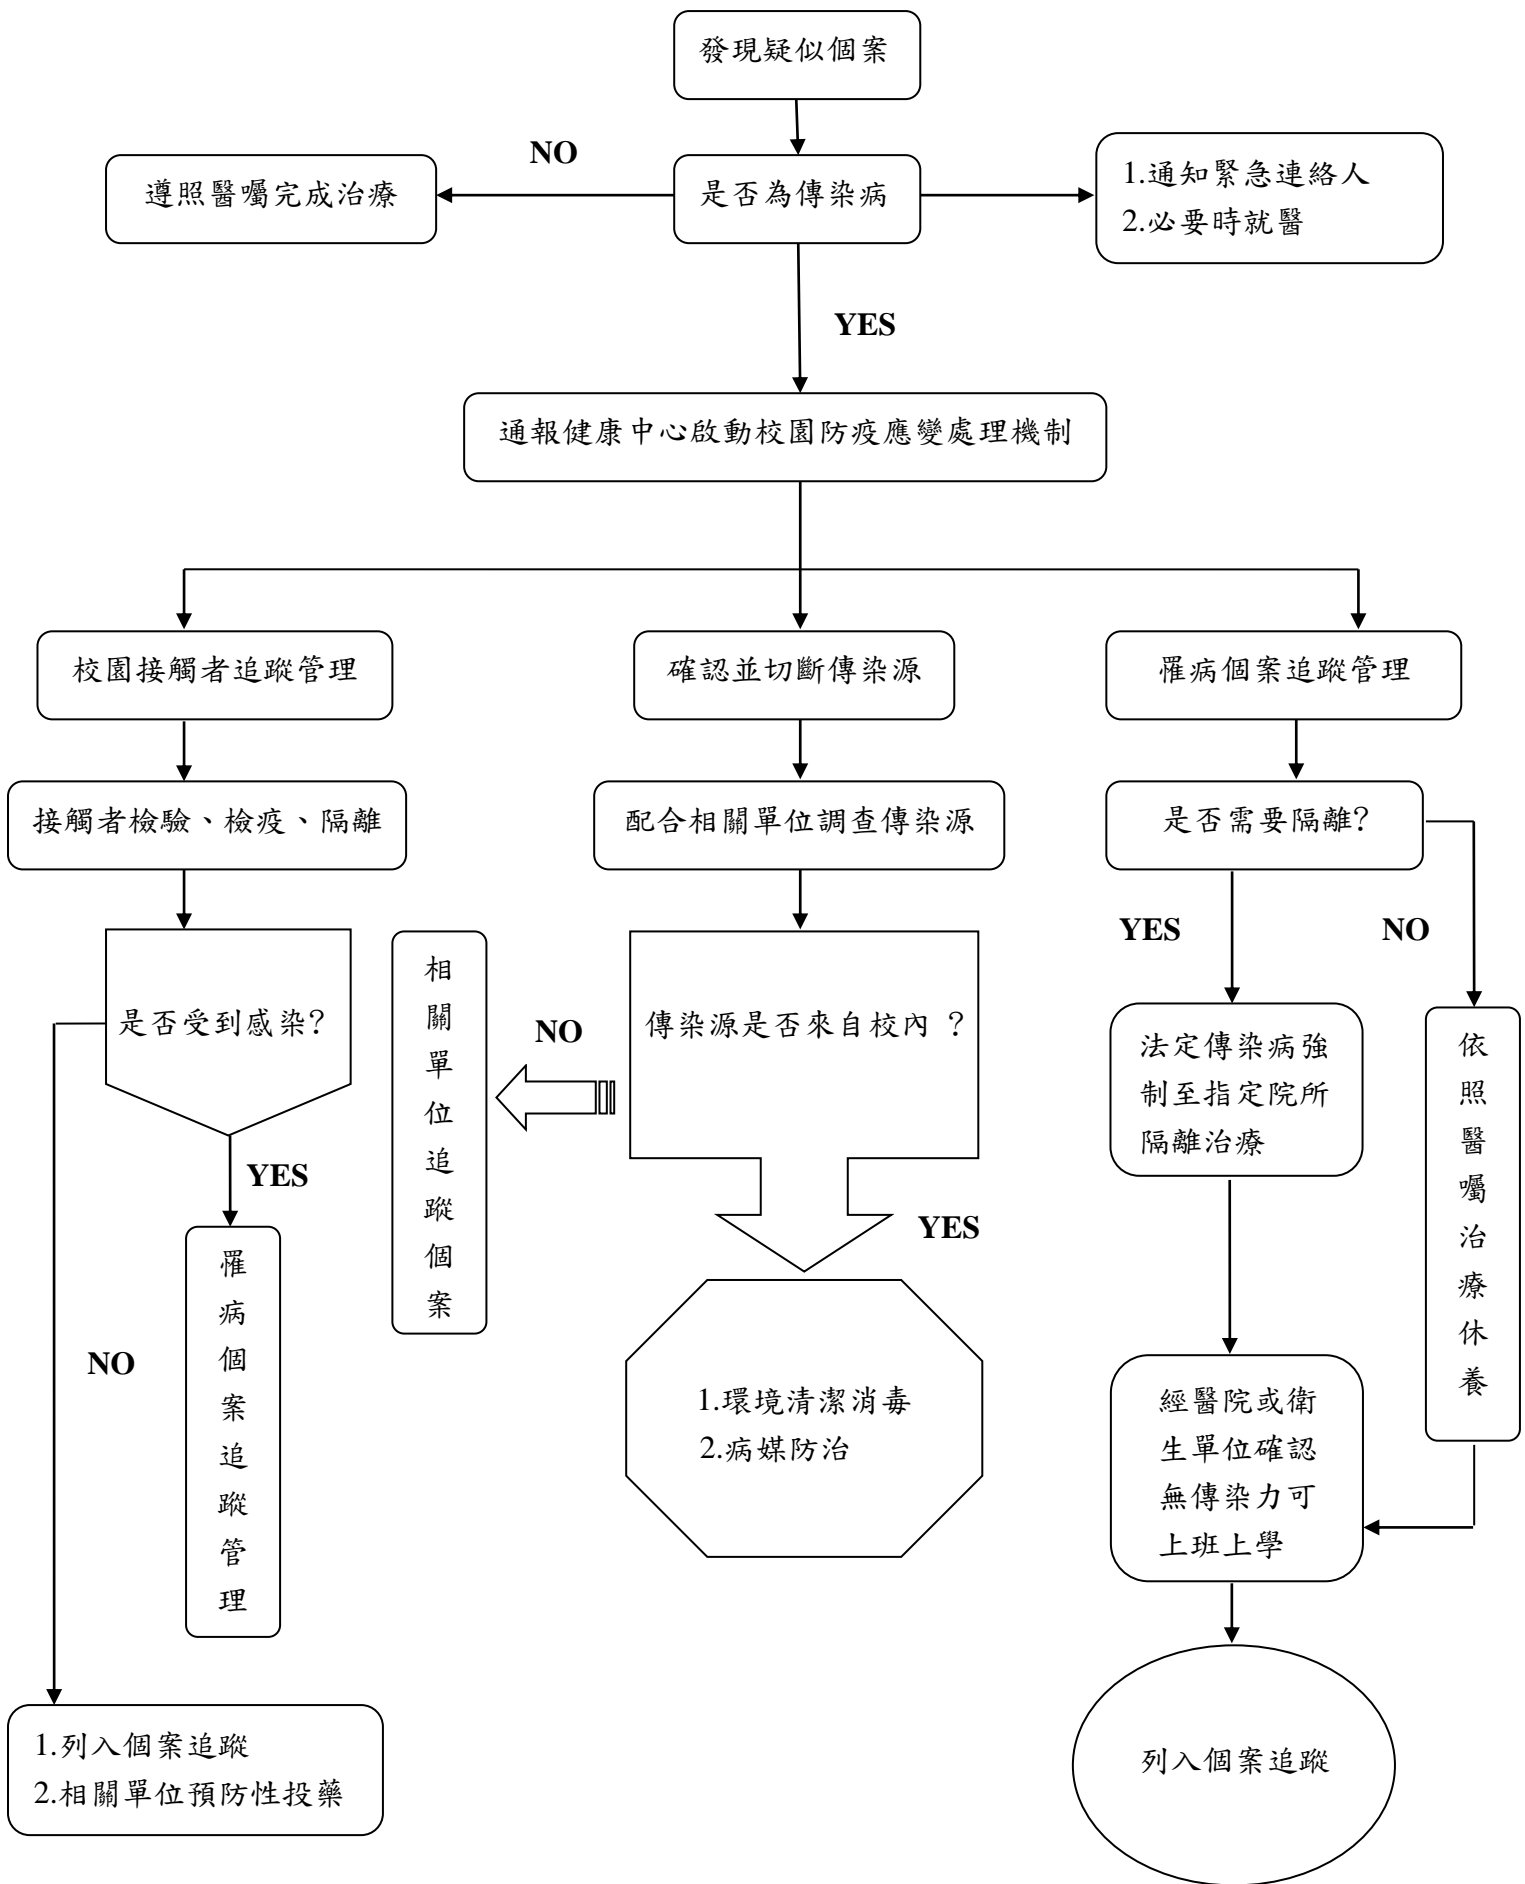 發現疑似個案
NO
遵照醫囑完成治療
是否為傳染病
1.通知緊急連絡人
2.必要時就醫
YES
通報健康中心啟動校園防疫應變處理機制
校園接觸者追蹤管理
確認並切斷傳染源
罹病個案追蹤管理
接觸者檢驗、檢疫、隔離
配合相關單位調查傳染源
是否需要隔離?
YES
NO
是否受到感染?
相關單位追蹤個案
NO
傳染源是否來自校內 ?
法定傳染病強
制至指定院所
隔離治療
依照醫囑治療休養
YES
YES
罹病個案追蹤管理
NO
1.環境清潔消毒
2.病媒防治
經醫院或衛
生單位確認
無傳染力可
上班上學
1.列入個案追蹤
2.相關單位預防性投藥
列入個案追蹤